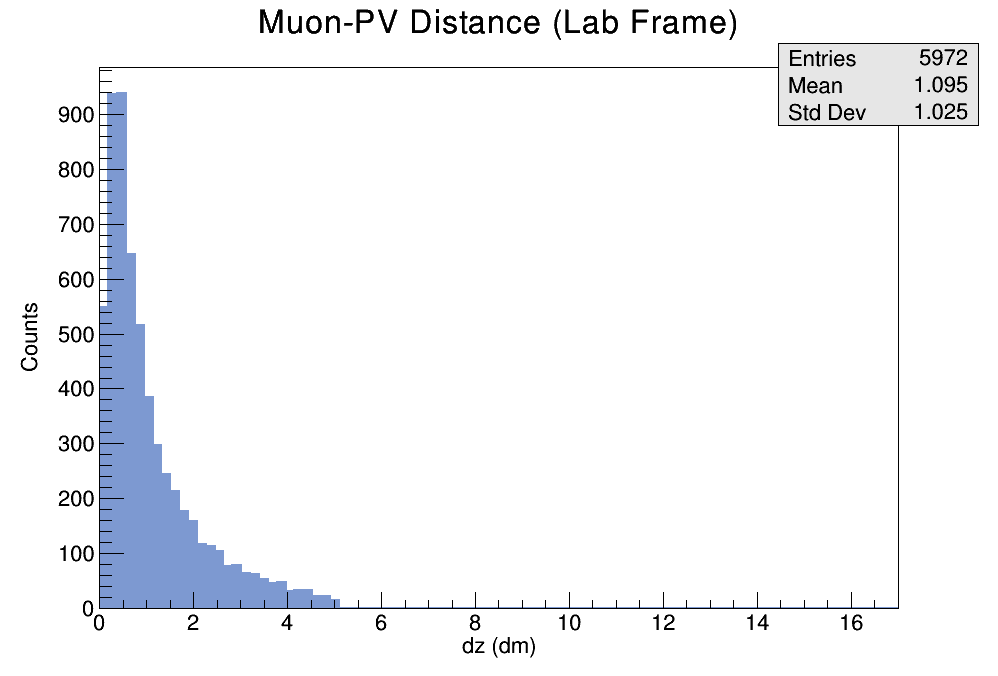 Muon-PV Distance (Lab Frame)
Entries 5972
Mean 1.095
Std Dev 1.025
900
800
700
600
500
400
300
200
100
0
Counts
0 2 4 6 8 10 12 14 16
dz (dm)